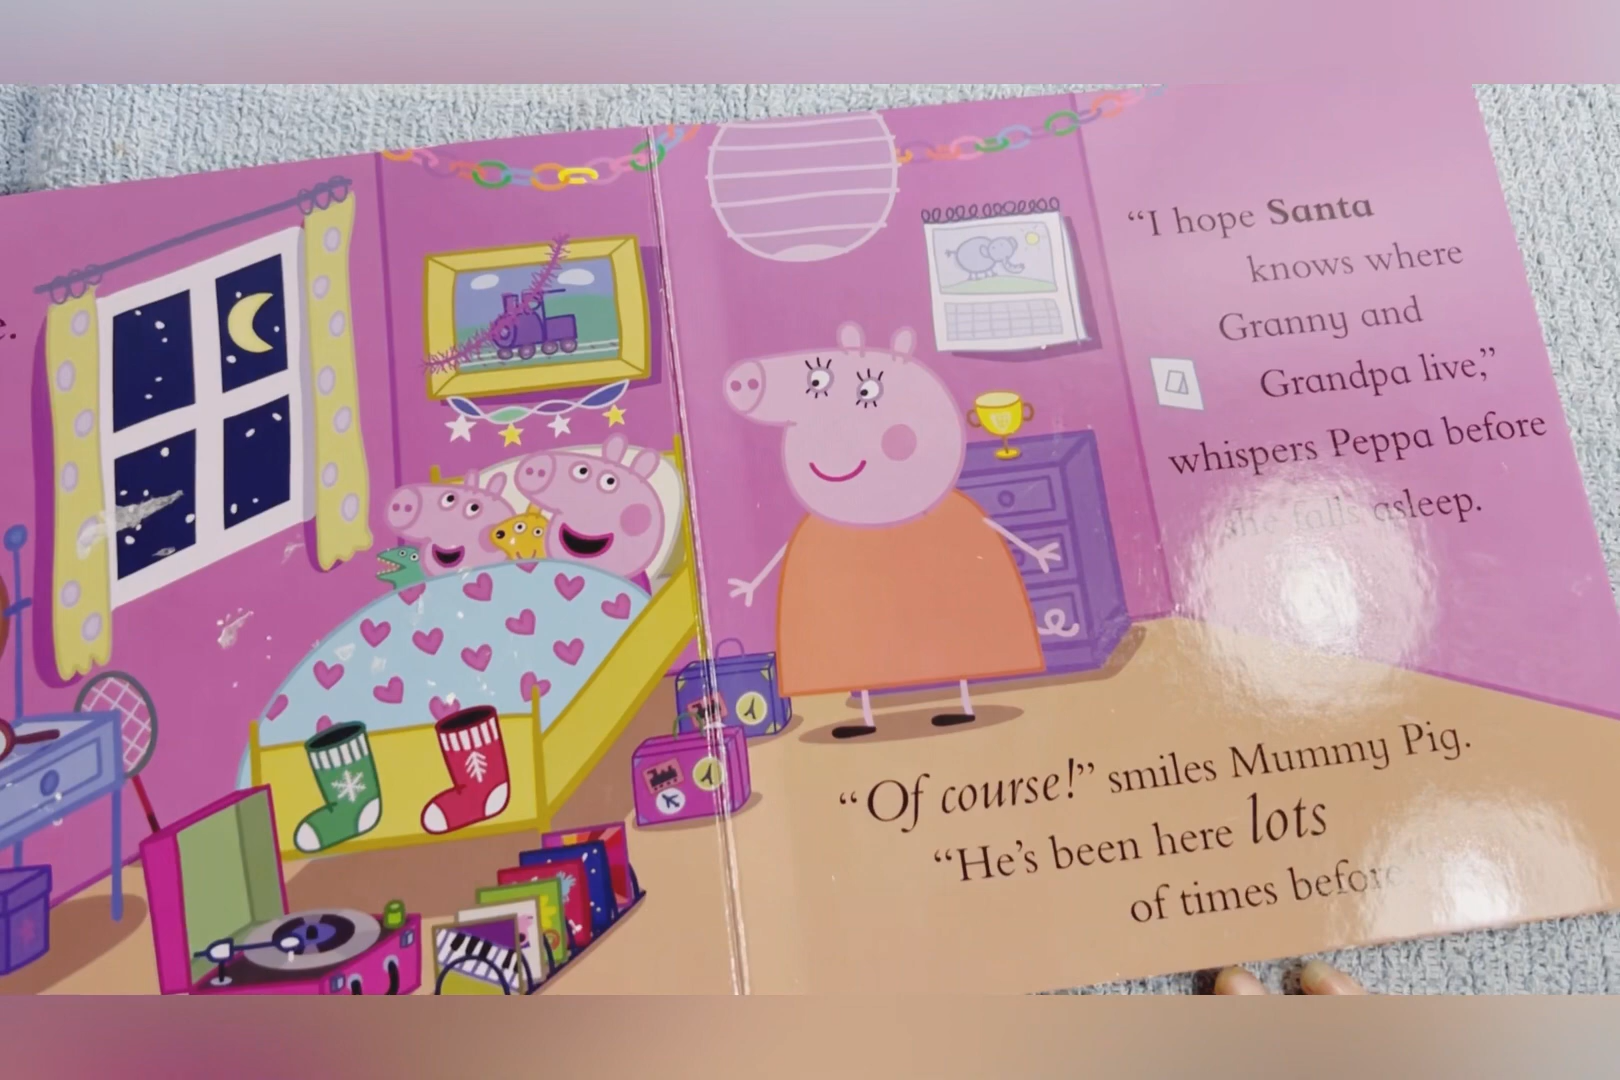 e.
“I hope Santa
knows where
Granny and
Grandpa live,”
whispers Peppa before
she falls asleep.
“Of course!” smiles Mummy Pig.
“He’s been here lots
of times before